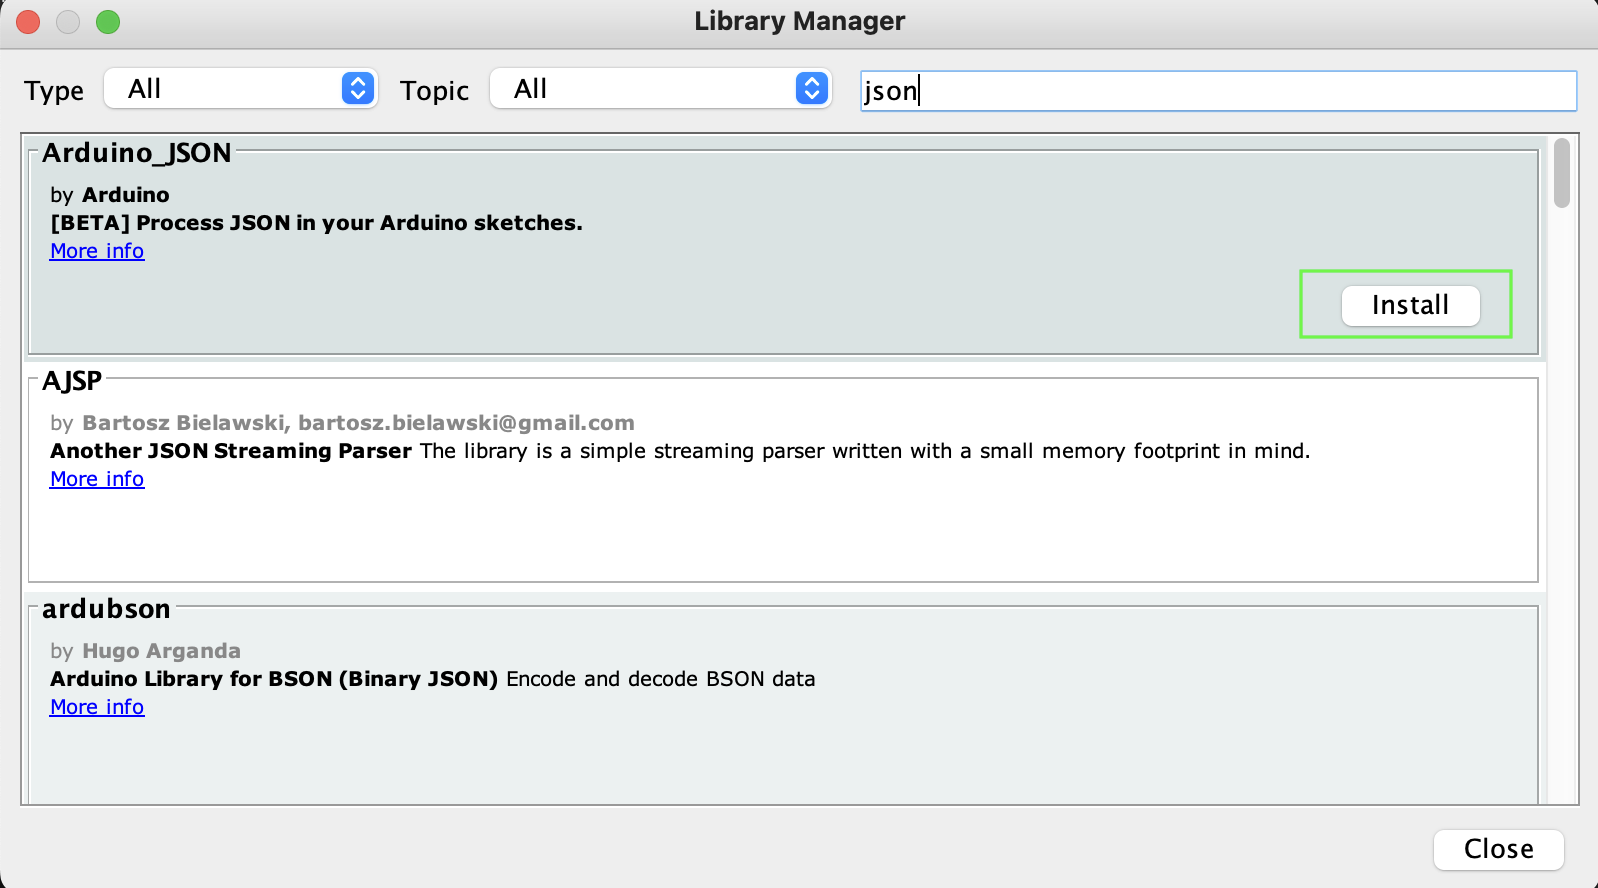 Library Manager
Type All Topic All json
Arduino_JSON
by Arduino
[BETA] Process JSON in your Arduino sketches.
More info
Install
AJSP
by Bartosz Bielawski, bartosz.bielawski@gmail.com
Another JSON Streaming Parser The library is a simple streaming parser written with a small memory footprint in mind.
More info
ardubson
by Hugo Arganda
Arduino Library for BSON (Binary JSON) Encode and decode BSON data
More info
Close